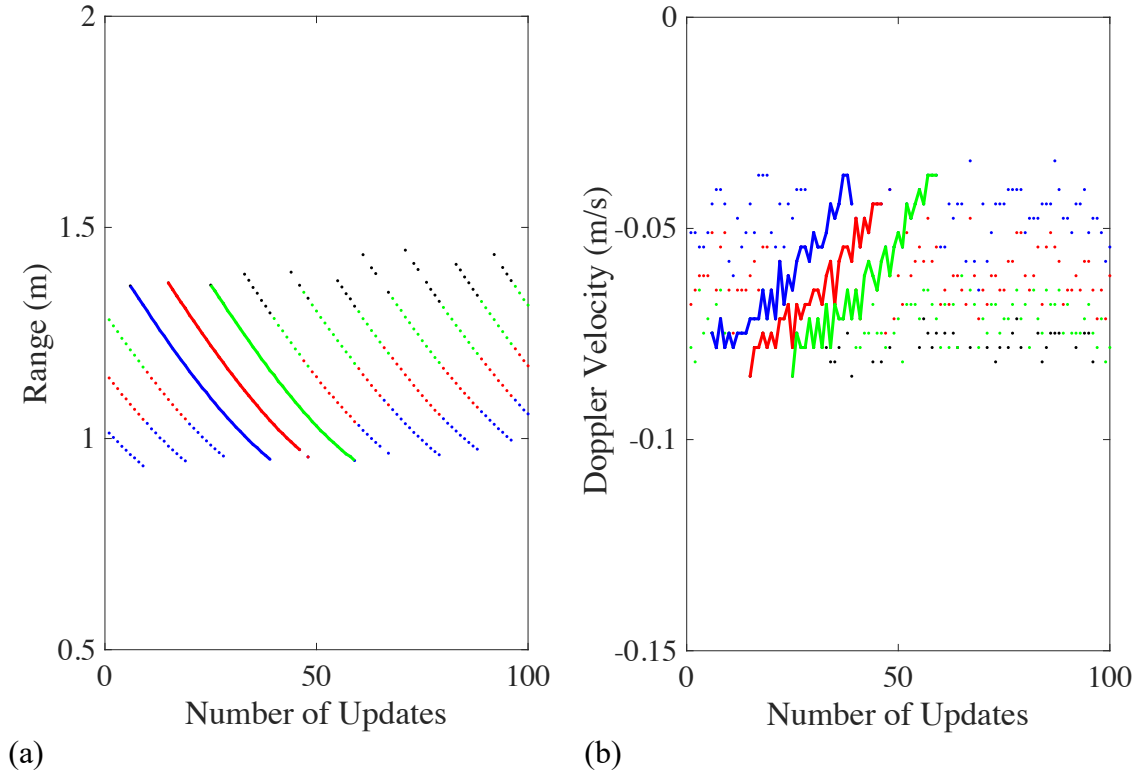 2
1.5
1
0.5
0
50
100
Range (m)
Number of Updates
(a)
0
-0.05
-0.1
-0.15
0
50
100
Doppler Velocity (m/s)
Number of Updates
(b)